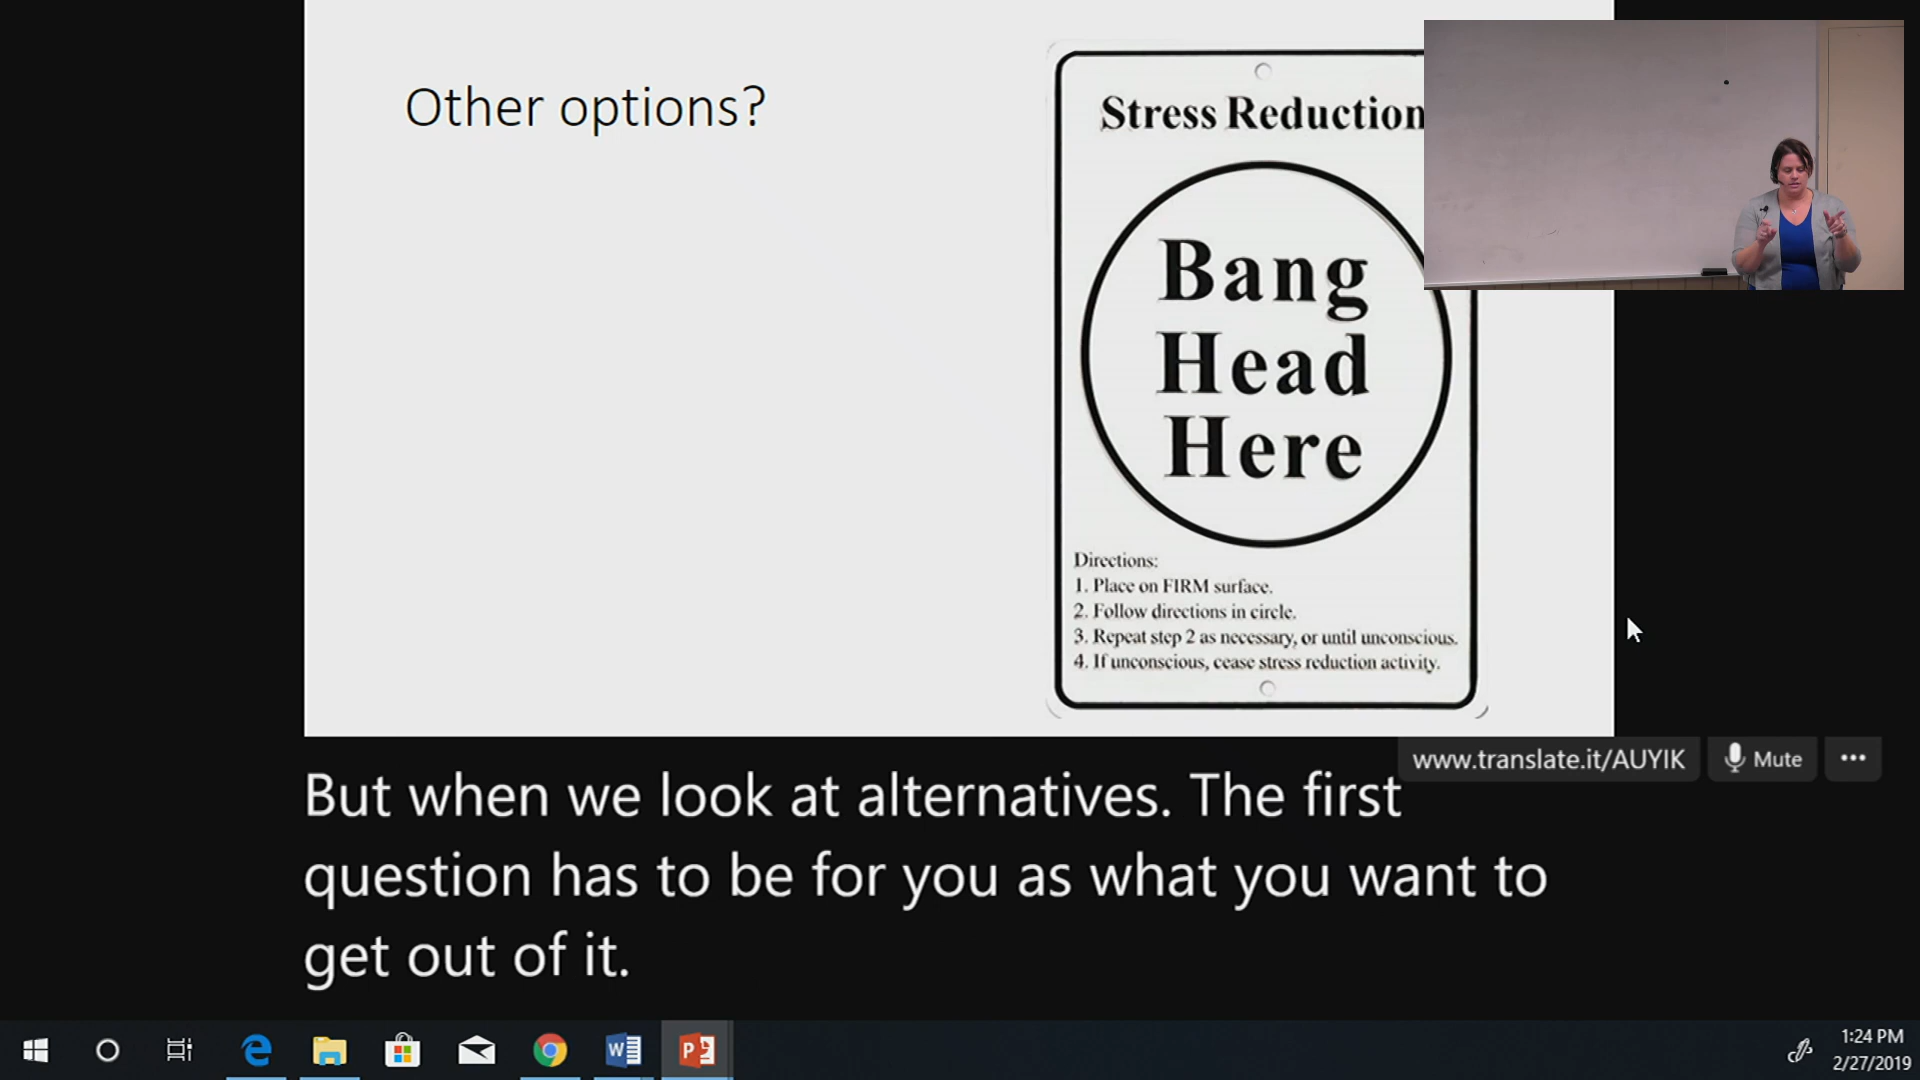 Other options?
Stress Reduction
Bang
Head
Here
Directions:
1. Place on FIRM surface.
2. Follow directions in circle.
3. Repeat step 2 as necessary, or until unconscious.
4. If unconscious, cease stress reduction activity.
www.translate.it/AUYIK
Mute
But when we look at alternatives. The first
question has to be for you as what you want to
get out of it.
1:24 PM
2/27/2019